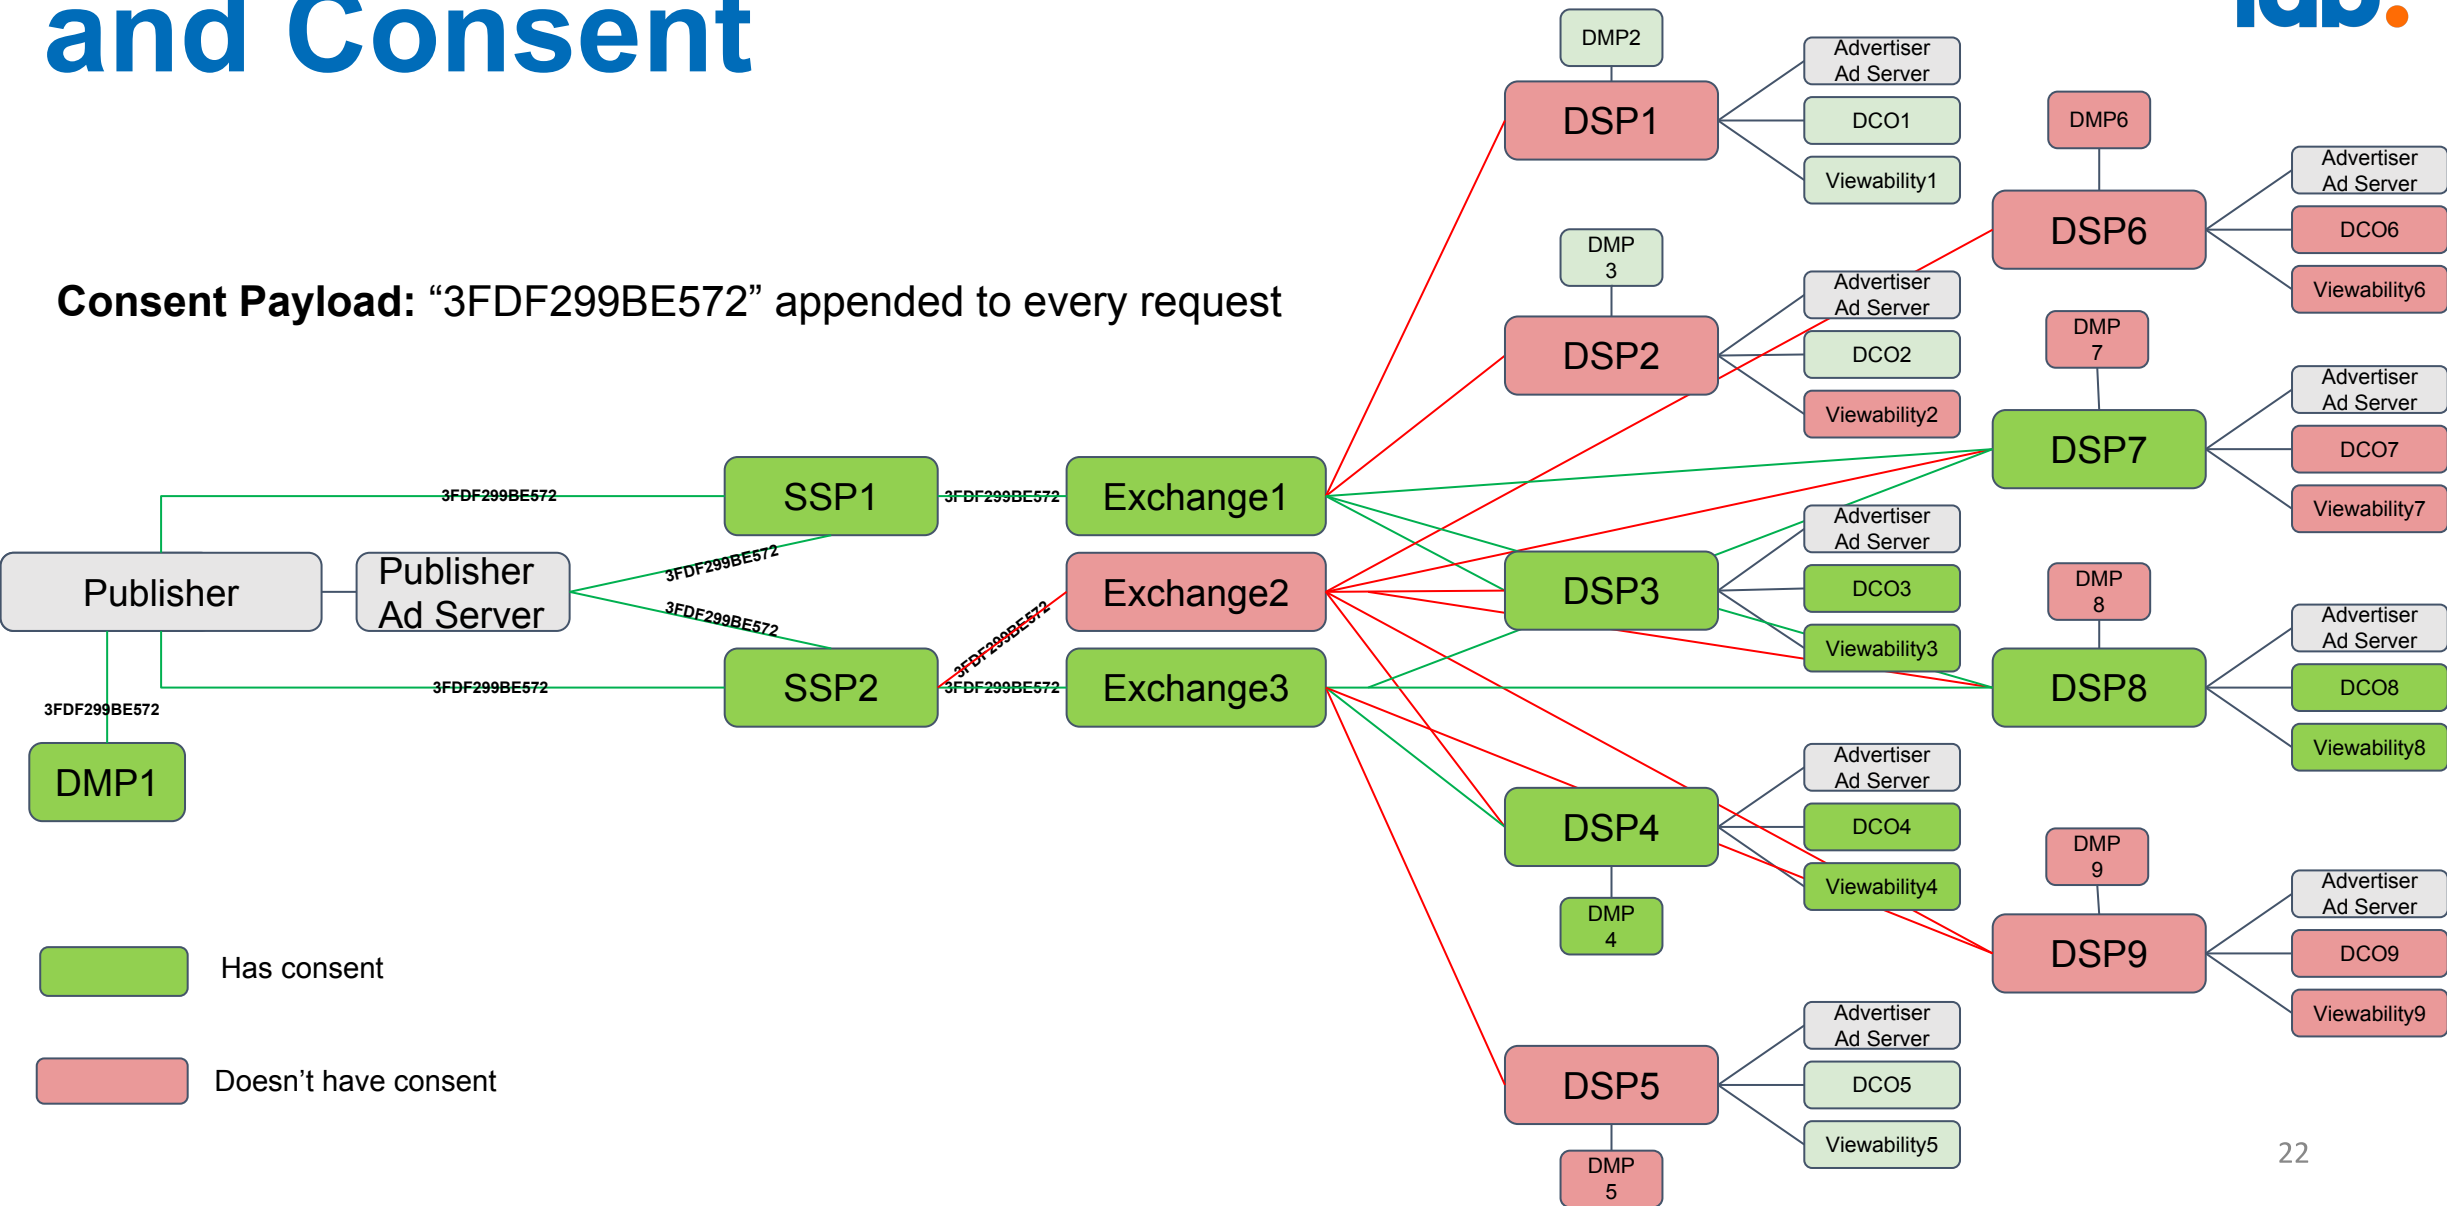 and Consent
iab.
Consent Payload: “3FDF299BE572” appended to every request
3FDF299BE572
SSP1
3FDF299BE572
Exchange1
Publisher
Publisher
Ad Server
3FDF299BE572
3FDF299BE572
3FDF299BE572
Exchange2
3FDF299BE572
SSP2
3FDF299BE572
Exchange3
3FDF299BE572
DMP1
Has consent
Doesn’t have consent
DMP2
DSP1
Advertiser
Ad Server
DCO1
Viewability1
DMP
3
DSP2
Advertiser
Ad Server
DCO2
Viewability2
DSP3
Advertiser
Ad Server
DCO3
Viewability3
DSP4
Advertiser
Ad Server
DCO4
Viewability4
DMP
4
DSP5
Advertiser
Ad Server
DCO5
Viewability5
DMP
5
DMP6
DSP6
Advertiser
Ad Server
DCO6
Viewability6
DMP
7
DSP7
Advertiser
Ad Server
DCO7
Viewability7
DMP
8
DSP8
Advertiser
Ad Server
DCO8
Viewability8
DMP
9
DSP9
Advertiser
Ad Server
DCO9
Viewability9
22